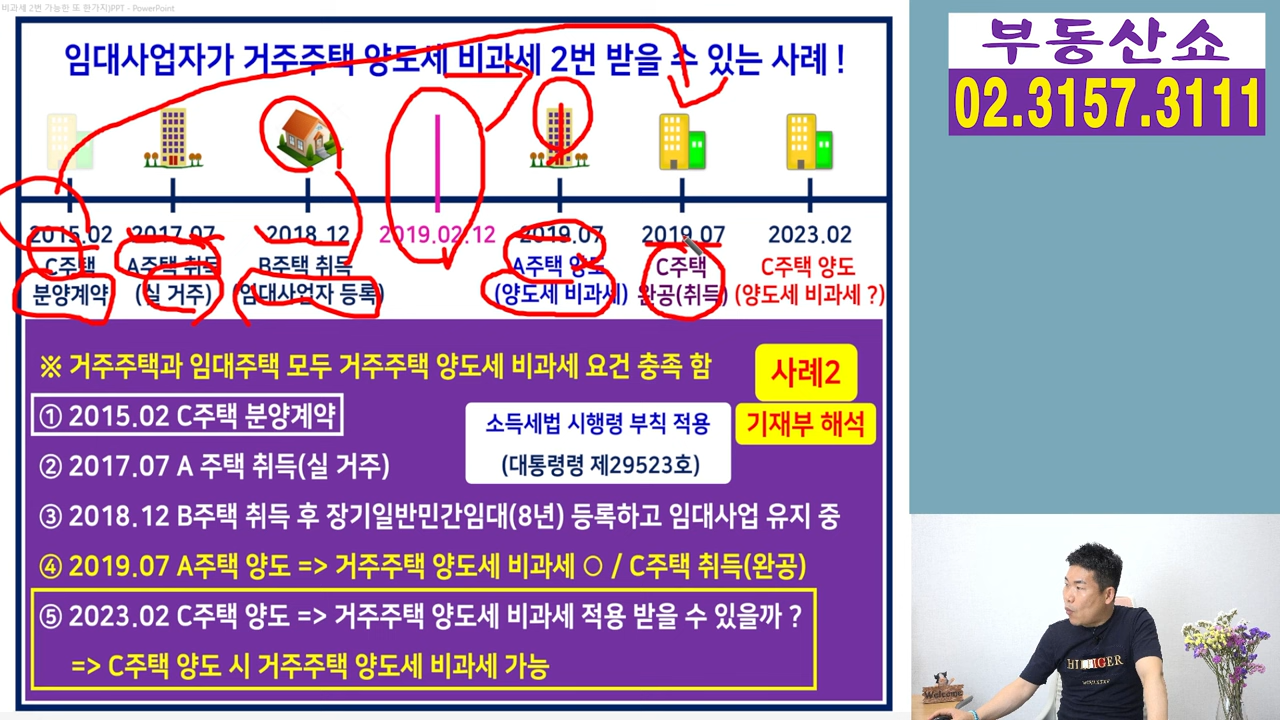 비과세 2번 가능한 또 한가지)PPT - PowerPoint
임대사업자가 거주주택 양도세 비과세 2번 받을 수 있는 사례 !
부동산쇼
02.3157.3111
2015.02 2017.07 2018.12 2019.02.12 2019.07 2019.07 2023.02
C주택 A주택 취득 B주택 취득 A주택 양도 C주택 C주택 양도
분양계약 (실 거주) (임대사업자 등록) (양도세 비과세) 완공(취득) (양도세 비과세 ?)
※ 거주주택과 임대주택 모두 거주주택 양도세 비과세 요건 충족 함
사례2
① 2015.02 C주택 분양계약
소득세법 시행령 부칙 적용
기재부 해석
② 2017.07 A 주택 취득(실 거주)
(대통령령 제29523호)
③ 2018.12 B주택 취득 후 장기일반민간임대(8년) 등록하고 임대사업 유지 중
④ 2019.07 A주택 양도 => 거주주택 양도세 비과세 ○ / C주택 취득(완공)
⑤ 2023.02 C주택 양도 => 거주주택 양도세 비과세 적용 받을 수 있을까 ?
=> C주택 양도 시 거주주택 양도세 비과세 가능
Welcome